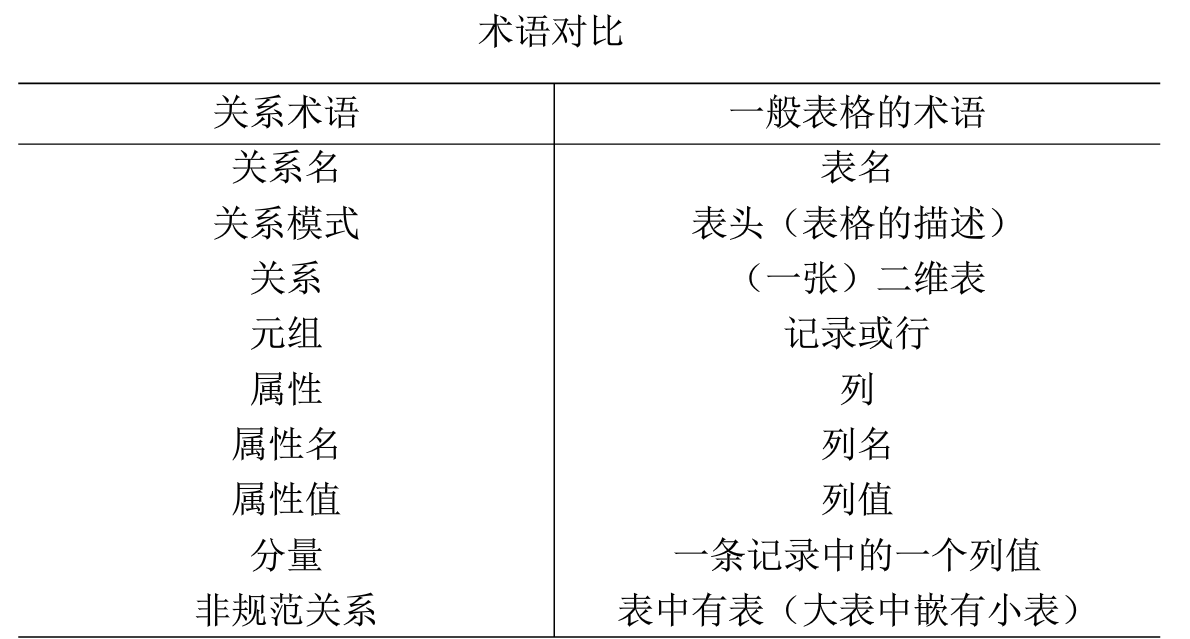 术语对比
关系术语 一般表格的术语
关系名 表名
关系模式 表头（表格的描述）
关系 （一张）二维表
元组 记录或行
属性 列
属性名 列名
属性值 列值
分量 一条记录中的一个列值
非规范关系 表中有表（大表中嵌有小表）